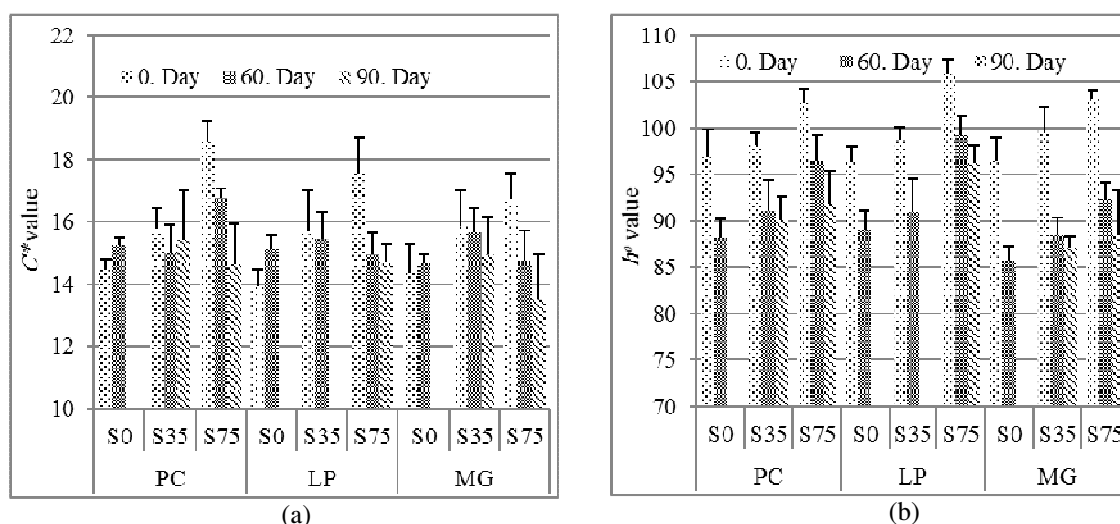 22
0. Day 60. Day 90. Day
20
18
16
14
12
10
C* value
S0 S35 S75 S0 S35 S75 S0 S35 S75
PC LP MG
(a)
110
0. Day 60. Day 90. Day
105
100
95
90
85
80
75
70
hº value
S0 S35 S75 S0 S35 S75 S0 S35 S75
PC LP MG
(b)